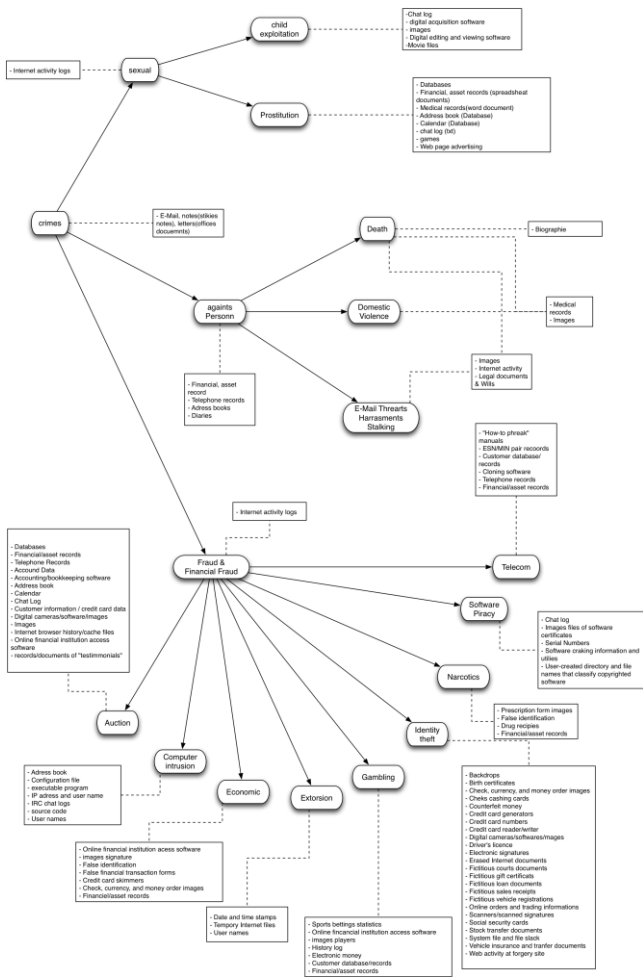 child
exploitation
-Chat log
- digital acquisition software
- images
- Digital editing and viewing software
-Movie files
- Internet activity logs
sexual
Prostitution
- Databases
- Financial, asset records (spreadsheat
documents)
- Medical records(word document)
- Address book (Database)
- Calendar (Database)
- chat log (txt)
- games
- Web page advertising
crimes
- E-Mail, notes(stikies
notes), letters(offices
docuemnts)
Death
- Biographie
againts
Personn
Domestic
Violence
- Medical
records
- Images
- Financial, asset
record
- Telephone records
- Adress books
- Diaries
- Images
- Internet activity
- Legal documents
& Wills
E-Mail Threarts
Harrasments
Stalking
- "How-to phreak"
manuals
- ESN/MIN pair recoords
- Customer database/
records
- Cloning software
- Telephone records
- Financial/asset records
- Internet activity logs
- Databases
- Financial/asset records
- Telephone Records
- Accound Data
- Accounting/bookkeeping software
- Address book
- Calendar
- Chat Log
- Customer information / credit card data
- Digital cameras/software/images
- Images
- Internet browser history/cache files
- Online financial institution access
software
- records/documents of "testimmonials"
Fraud &
Financial Fraud
Telecom
Software
Piracy
- Chat log
- Images files of software
certificates
- Serial Numbers
- Software craking information and
utilies
- User-created directory and file
names that classify copyrighted
software
Narcotics
- Prescription form images
- False identification
- Drug recipies
- Financial/asset records
Auction
Identity
theft
Computer
intrusion
- Adress book
- Configuration file
- executable program
- IP adress and user name
- IRC chat logs
- source code
- User names
Economic
Extorsion
Gambling
- Backdrops
- Birth certificates
- Check, currency, and money order images
- Cheks cashing cards
- Counterfeit money
- Credit card generators
- Credit card numbers
- Credit card reader/writer
- Digital cameras/softwares/mages
- Driver's licence
- Electronic signatures
- Erased Internet documents
- Fictitious courts documents
- Fictitious gift certificats
- Fictitious loan documents
- Fictitious sales receipts
- Fictitious vehicle registrations
- Online orders and trading informations
- Scanners/scanned signatures
- Social security cards
- Stock transfer documents
- System file and file slack
- Vehicle insurance and tranfer documents
- Web activity at forgery site
- Online financial institution acess software
- images signature
- False identification
- False financial transaction forms
- Credit card skimmers
- Check, currency, and money order images
- Financiel/asset records
- Date and time stamps
- Tempory Internet files
- User names
- Sports bettings statistics
- Online fincancial institution access software
- images players
- History log
- Electronic money
- Customer database/records
- Financial/asset records